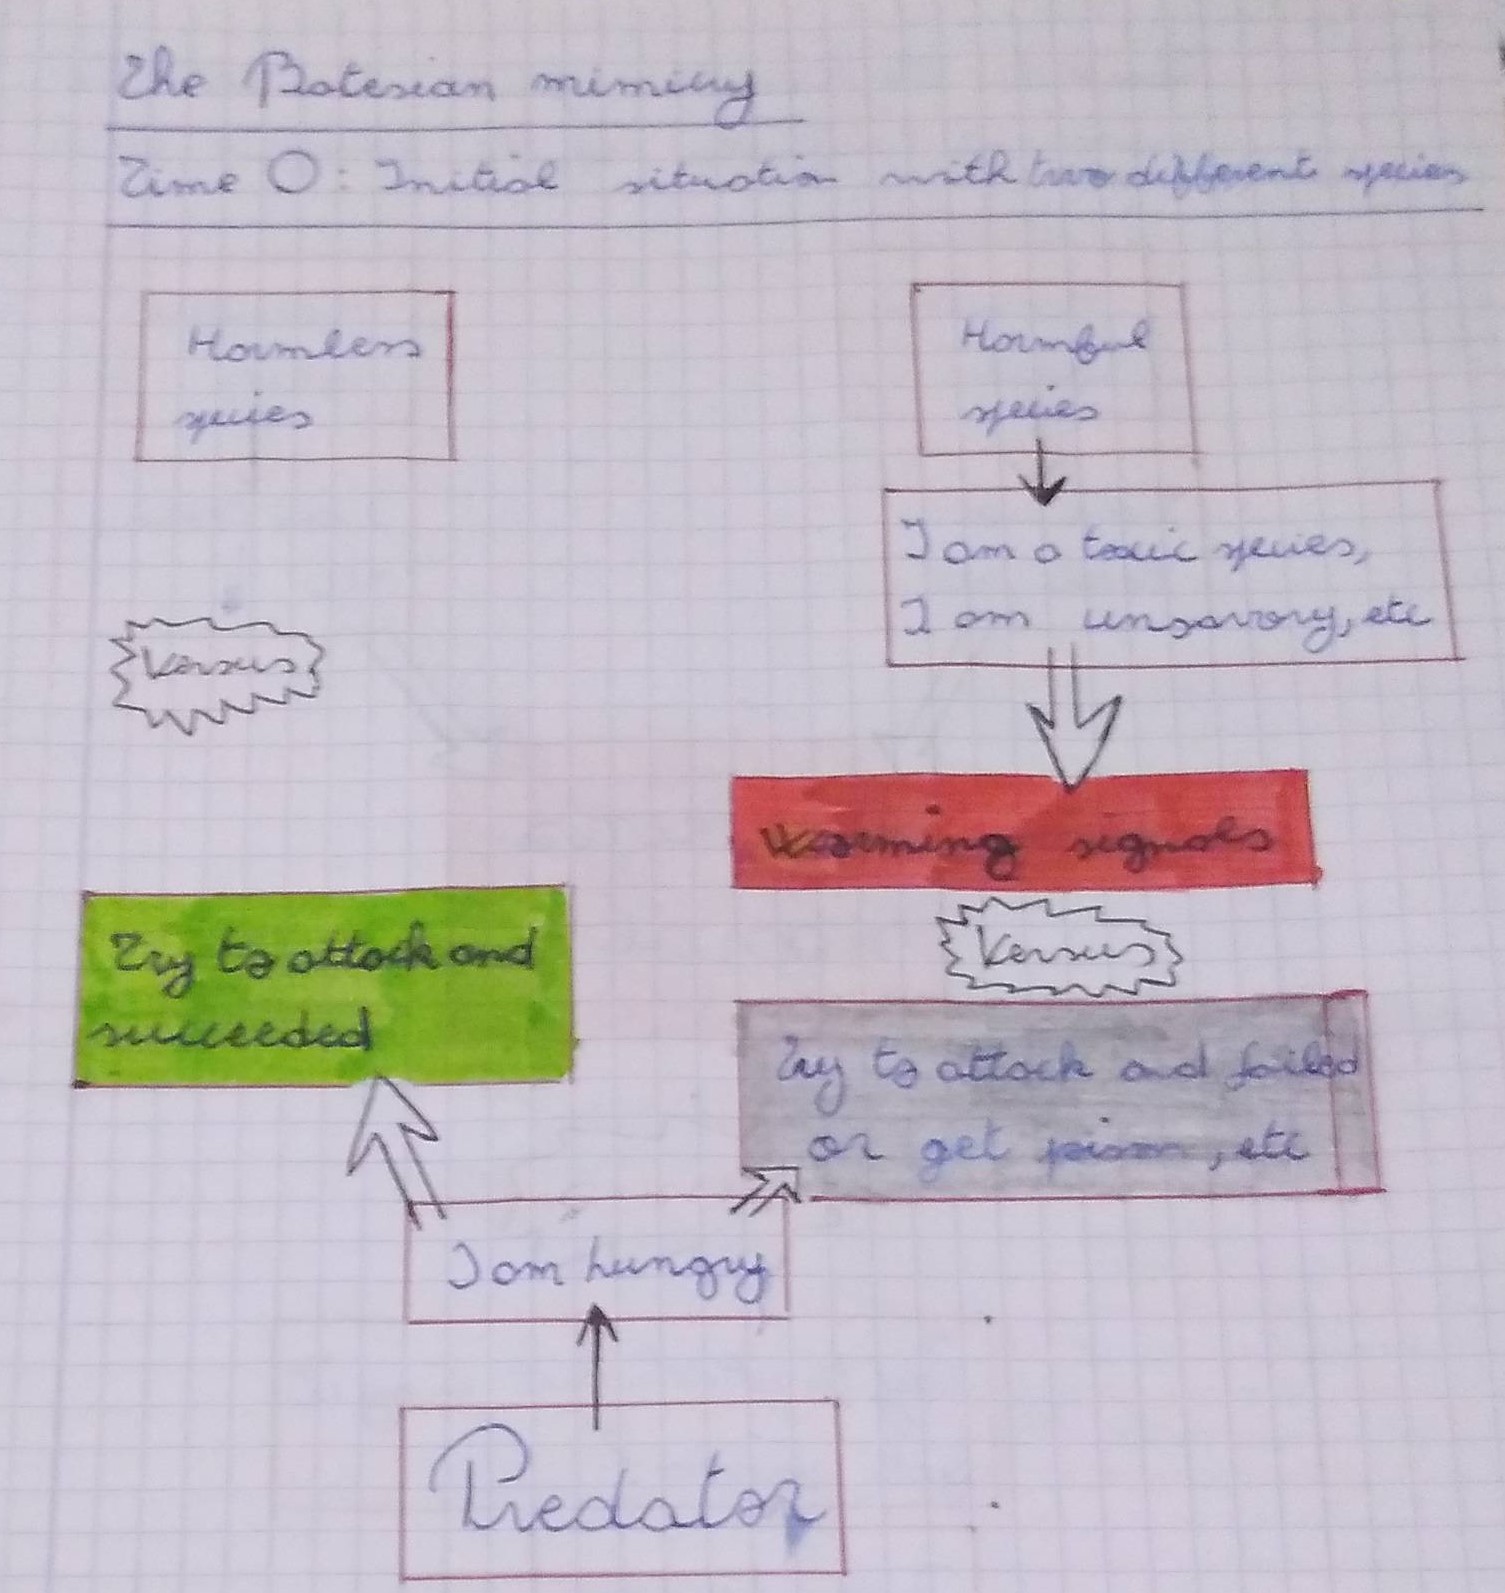 The Batesian mimicry
Time O: Initial situation with two different species
Harmless
species
Harmful
species
I am a toxic species,
I am unsavory, etc
Versus
Warning signals
Versus
Try to attack and
succeeded
Try to attack and failed
or get poison, etc
I am hungry
Predator